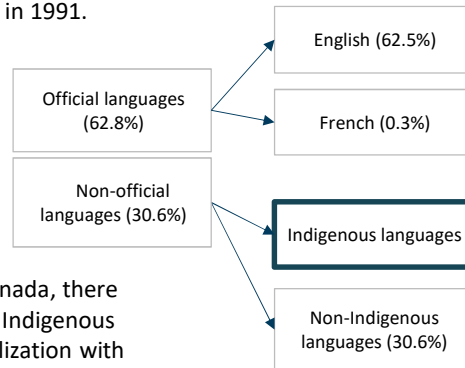 in 1991.
English (62.5%)
Official languages
(62.8%)
French (0.3%)
Non-official
languages (30.6%)
Indigenous languages
Non-Indigenous
languages (30.6%)
nada, there
Indigenous
lization with